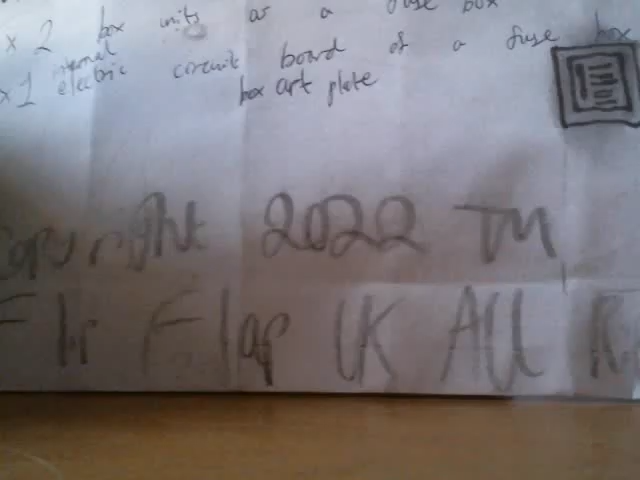 x 2 box units as a fuse box
x 1 internal electric circuit board of a fuse box
box art plate
Copyright 2022 TM
Flip Flap UK All